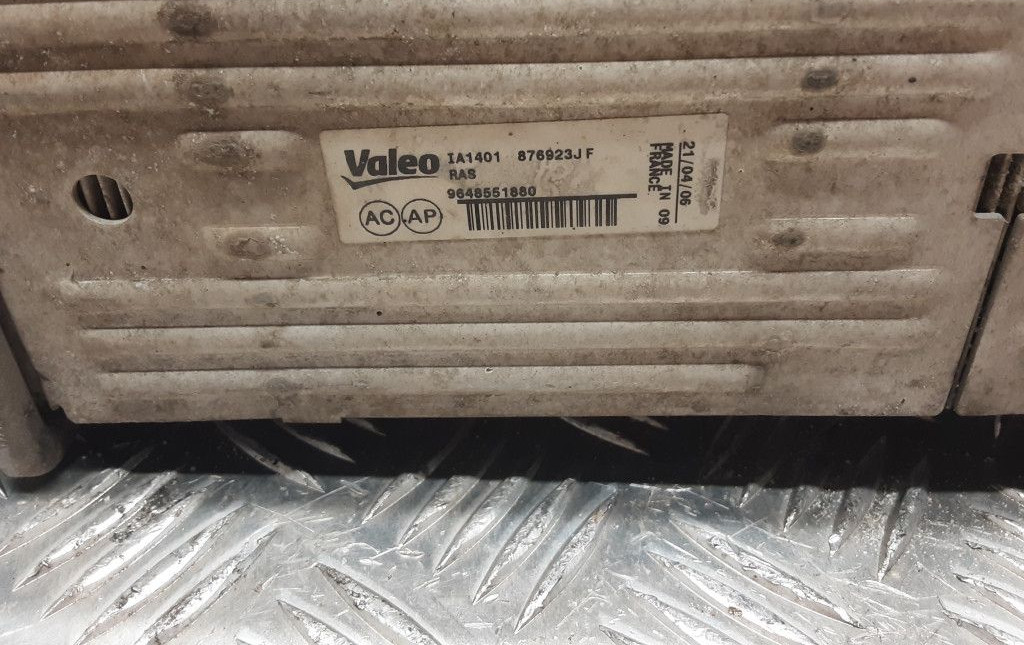 Valeo IA1401 876923J F
RAS
9648551880
AC AP
21/04/06
MADE IN 09
FRANCE